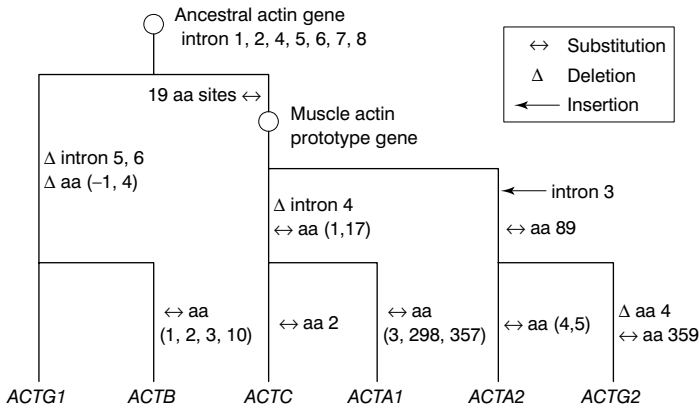 Ancestral actin gene
intron 1, 2, 4, 5, 6, 7, 8
↔ Substitution
Δ Deletion
← Insertion
19 aa sites ↔
Muscle actin
prototype gene
Δ intron 5, 6
Δ aa (−1, 4)
Δ intron 4
↔ aa (1,17)
← intron 3
↔ aa 89
↔ aa
(1, 2, 3, 10)
↔ aa 2
↔ aa
(3, 298, 357)
↔ aa (4,5)
Δ aa 4
↔ aa 359
ACTG1
ACTB
ACTC
ACTA1
ACTA2
ACTG2